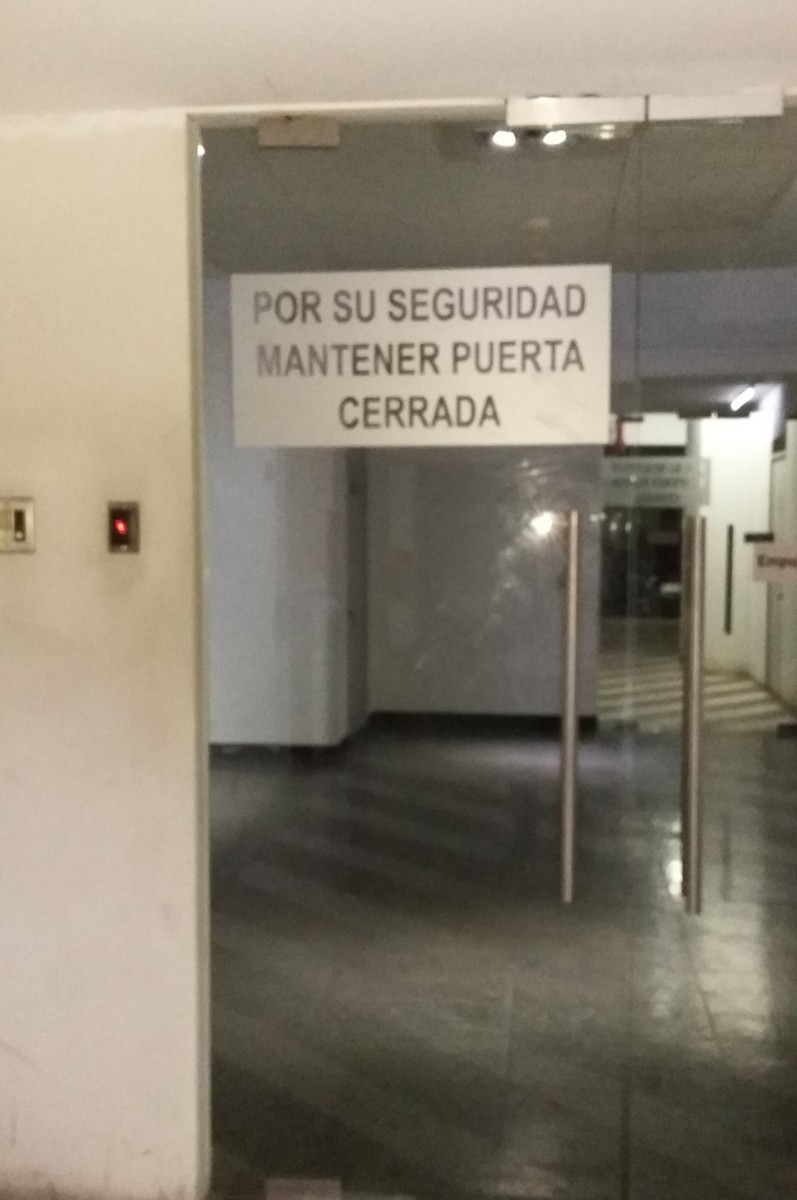 POR SU SEGURIDAD
MANTENER PUERTA
CERRADA